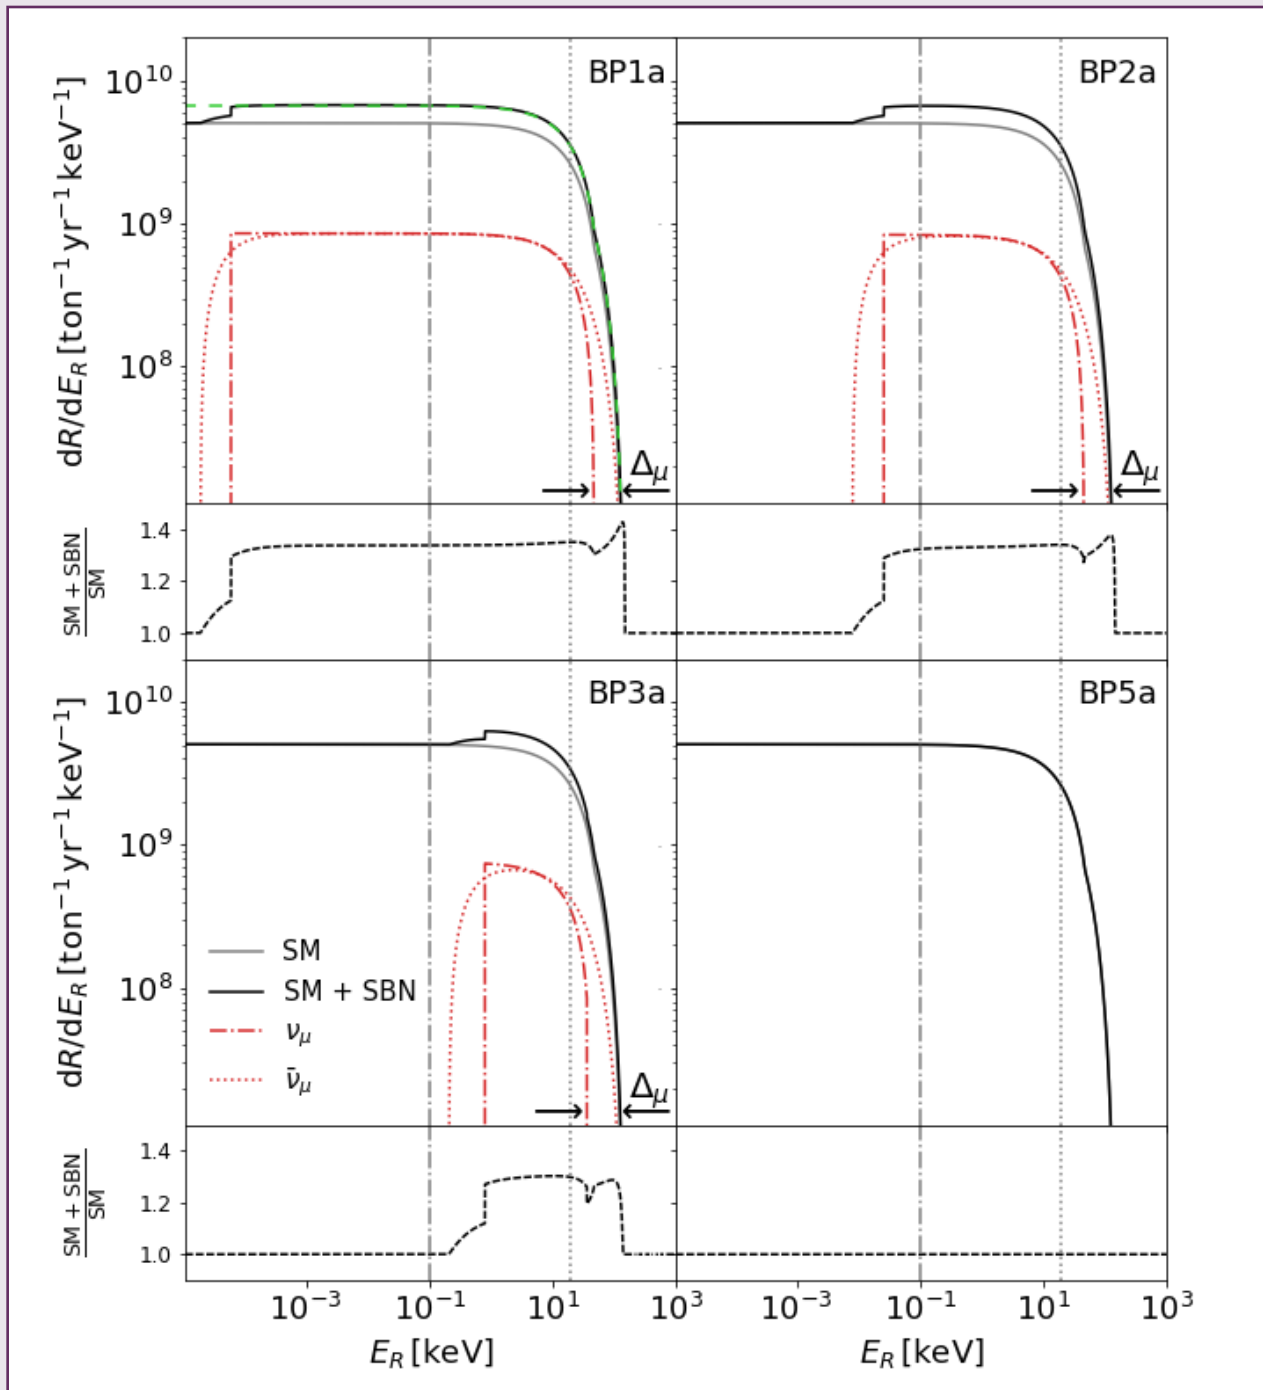 BP1a
BP2a
10^10
10^9
10^8
dR/dE_R [ton^−1 yr^−1 keV^−1]
Δ_μ
Δ_μ
1.4
1.2
1.0
SM + SBN
SM
BP3a
BP5a
10^10
10^9
10^8
dR/dE_R [ton^−1 yr^−1 keV^−1]
SM
SM + SBN
ν_μ
ν̄_μ
Δ_μ
1.4
1.2
1.0
SM + SBN
SM
10^−3 10^−1 10^1 10^3 10^−3 10^−1 10^1 10^3
E_R [keV] E_R [keV]